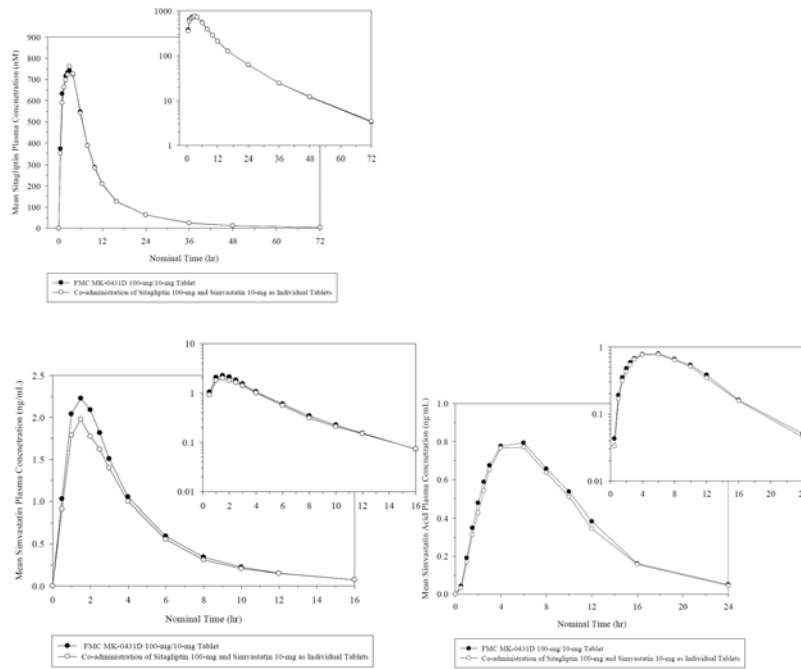 1000
100
10
1
0 12 24 36 48 60 72
900
800
700
600
500
400
300
200
100
0
Mean Sitagliptin Plasma Concnetration (nM)
0 12 24 36 48 60 72
Nominal Time (hr)
FMC MK-0431D 100-mg/10-mg Tablet
Co-administration of Sitagliptin 100-mg and Simvastatin 10-mg as Individual Tablets
10
1
0.1
0.01
0 2 4 6 8 10 12 14 16
2.5
2.0
1.5
1.0
0.5
0.0
Mean Simvastatin Plasma Concnetration (ng/mL)
0 2 4 6 8 10 12 14 16
Nominal Time (hr)
FMC MK-0431D 100-mg/10-mg Tablet
Co-administration of Sitagliptin 100-mg and Simvastatin 10-mg as Individual Tablets
1
0.1
0.01
0 4 8 12 16 20 24
1.0
0.8
0.6
0.4
0.2
0.0
Mean Simvastatin Acid Plasma Concnetration (ng/mL)
0 2 4 6 8 10 12 14 16 24
Nominal Time (hr)
FMC MK-0431D 100-mg/10-mg Tablet
Co-administration of Sitagliptin 100-mg and Simvastatin 10-mg as Individual Tablets